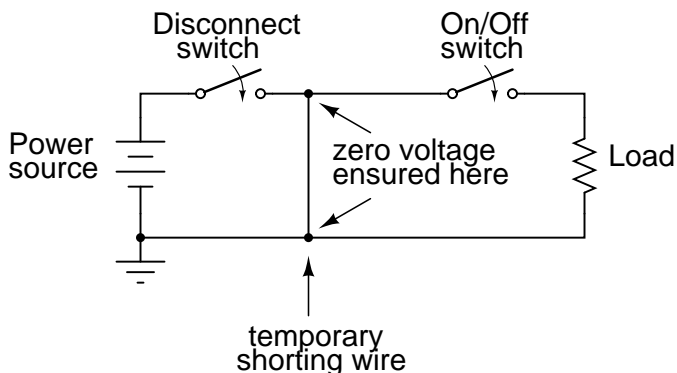 Disconnect
switch
On/Off
switch
Power
source
zero voltage
ensured here
Load
temporary
shorting wire